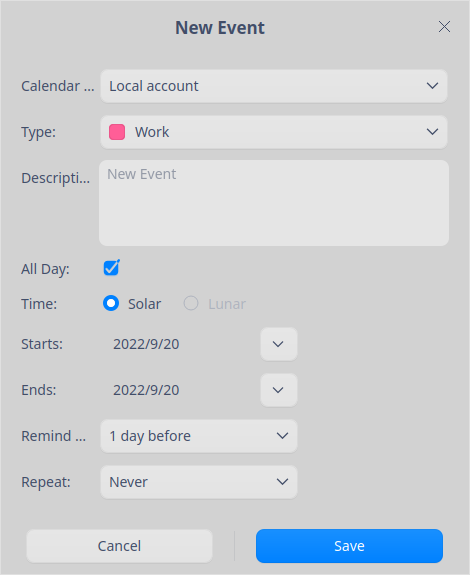 New Event
Calendar ... Local account
Type: Work
Descripti... New Event
All Day:
Time: Solar Lunar
Starts: 2022/9/20
Ends: 2022/9/20
Remind ... 1 day before
Repeat: Never
Cancel Save